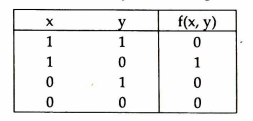 x y f(x, y)
1 1 0
1 0 1
0 1 0
0 0 0